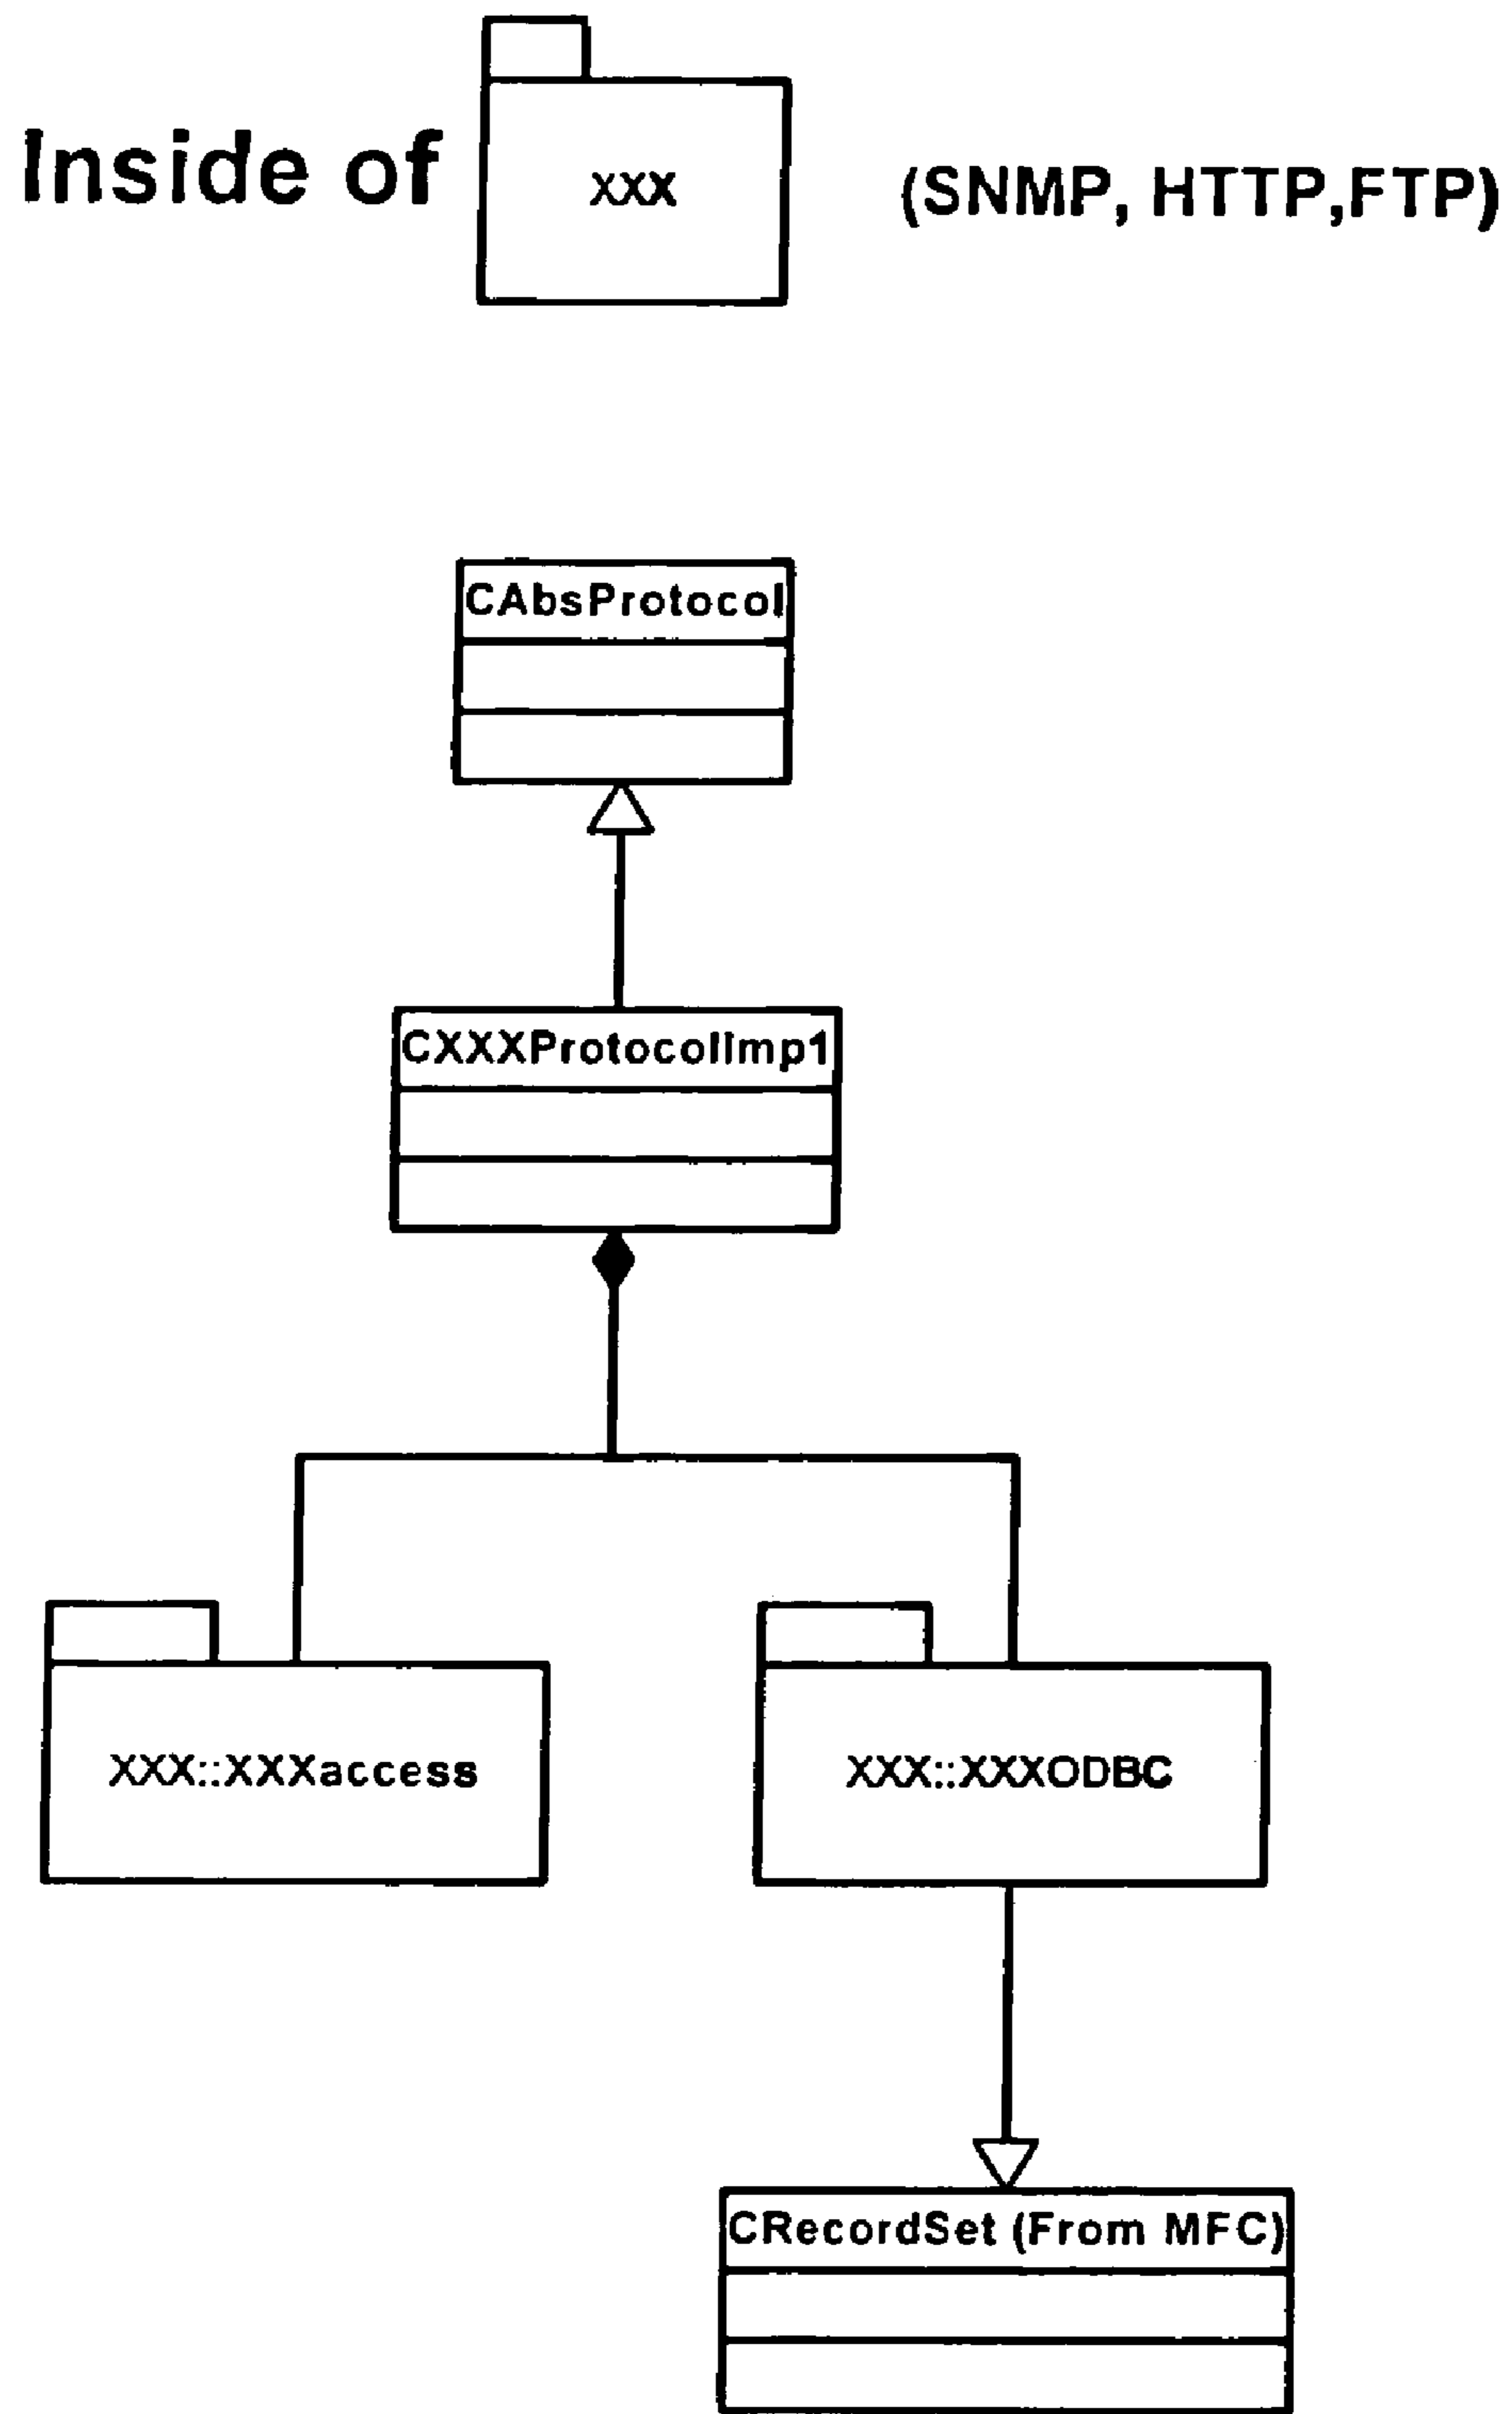 Inside of
XXX
(SNMP, HTTP,FTP)
CAbsProtocol
CXXXProtocolImp1
XXX::XXXaccess
XXX::XXXODBC
CRecordSet (From MFC)